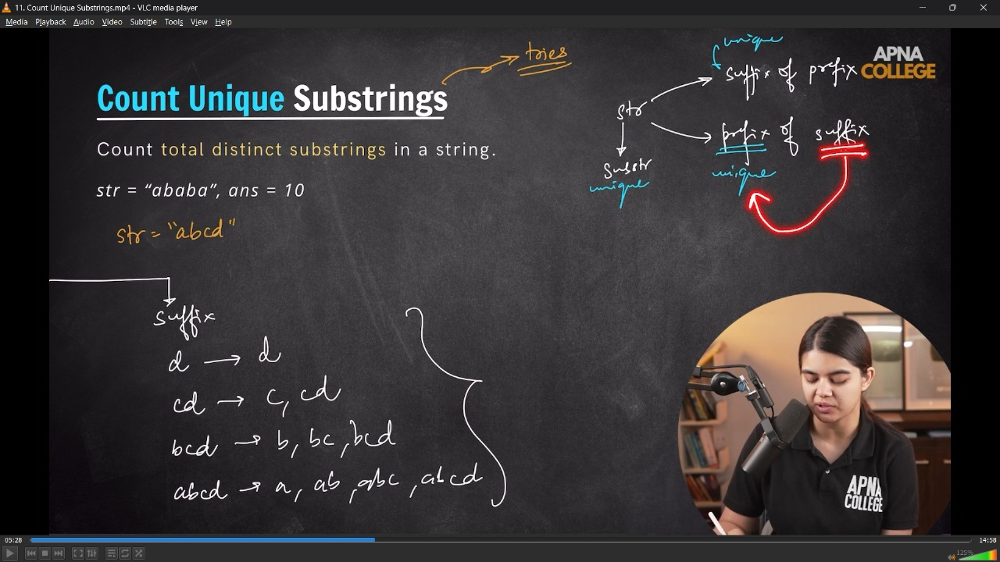 11. Count Unique Substrings.mp4 - VLC media player
Media Playback Audio Video Subtitle Tools View Help
tries
unique
suffix of prefix
APNA
COLLEGE
Count Unique Substrings
str
prefix of suffix
Count total distinct substrings in a string.
substr
unique
unique
str = “ababa”, ans = 10
str = "abcd"
suffix
d → d
cd → c, cd
bcd → b, bc, bcd
abcd → a, ab, abc, abcd
APNA
COLLEGE
05:28
14:58
125%